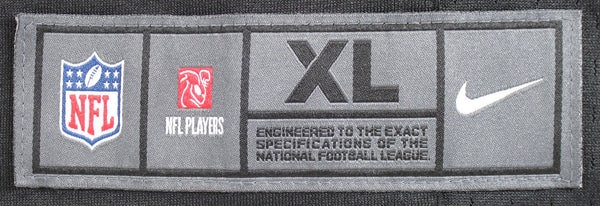 NFL
NFL PLAYERS
XL
ENGINEERED TO THE EXACT
SPECIFICATIONS OF THE
NATIONAL FOOTBALL LEAGUE.